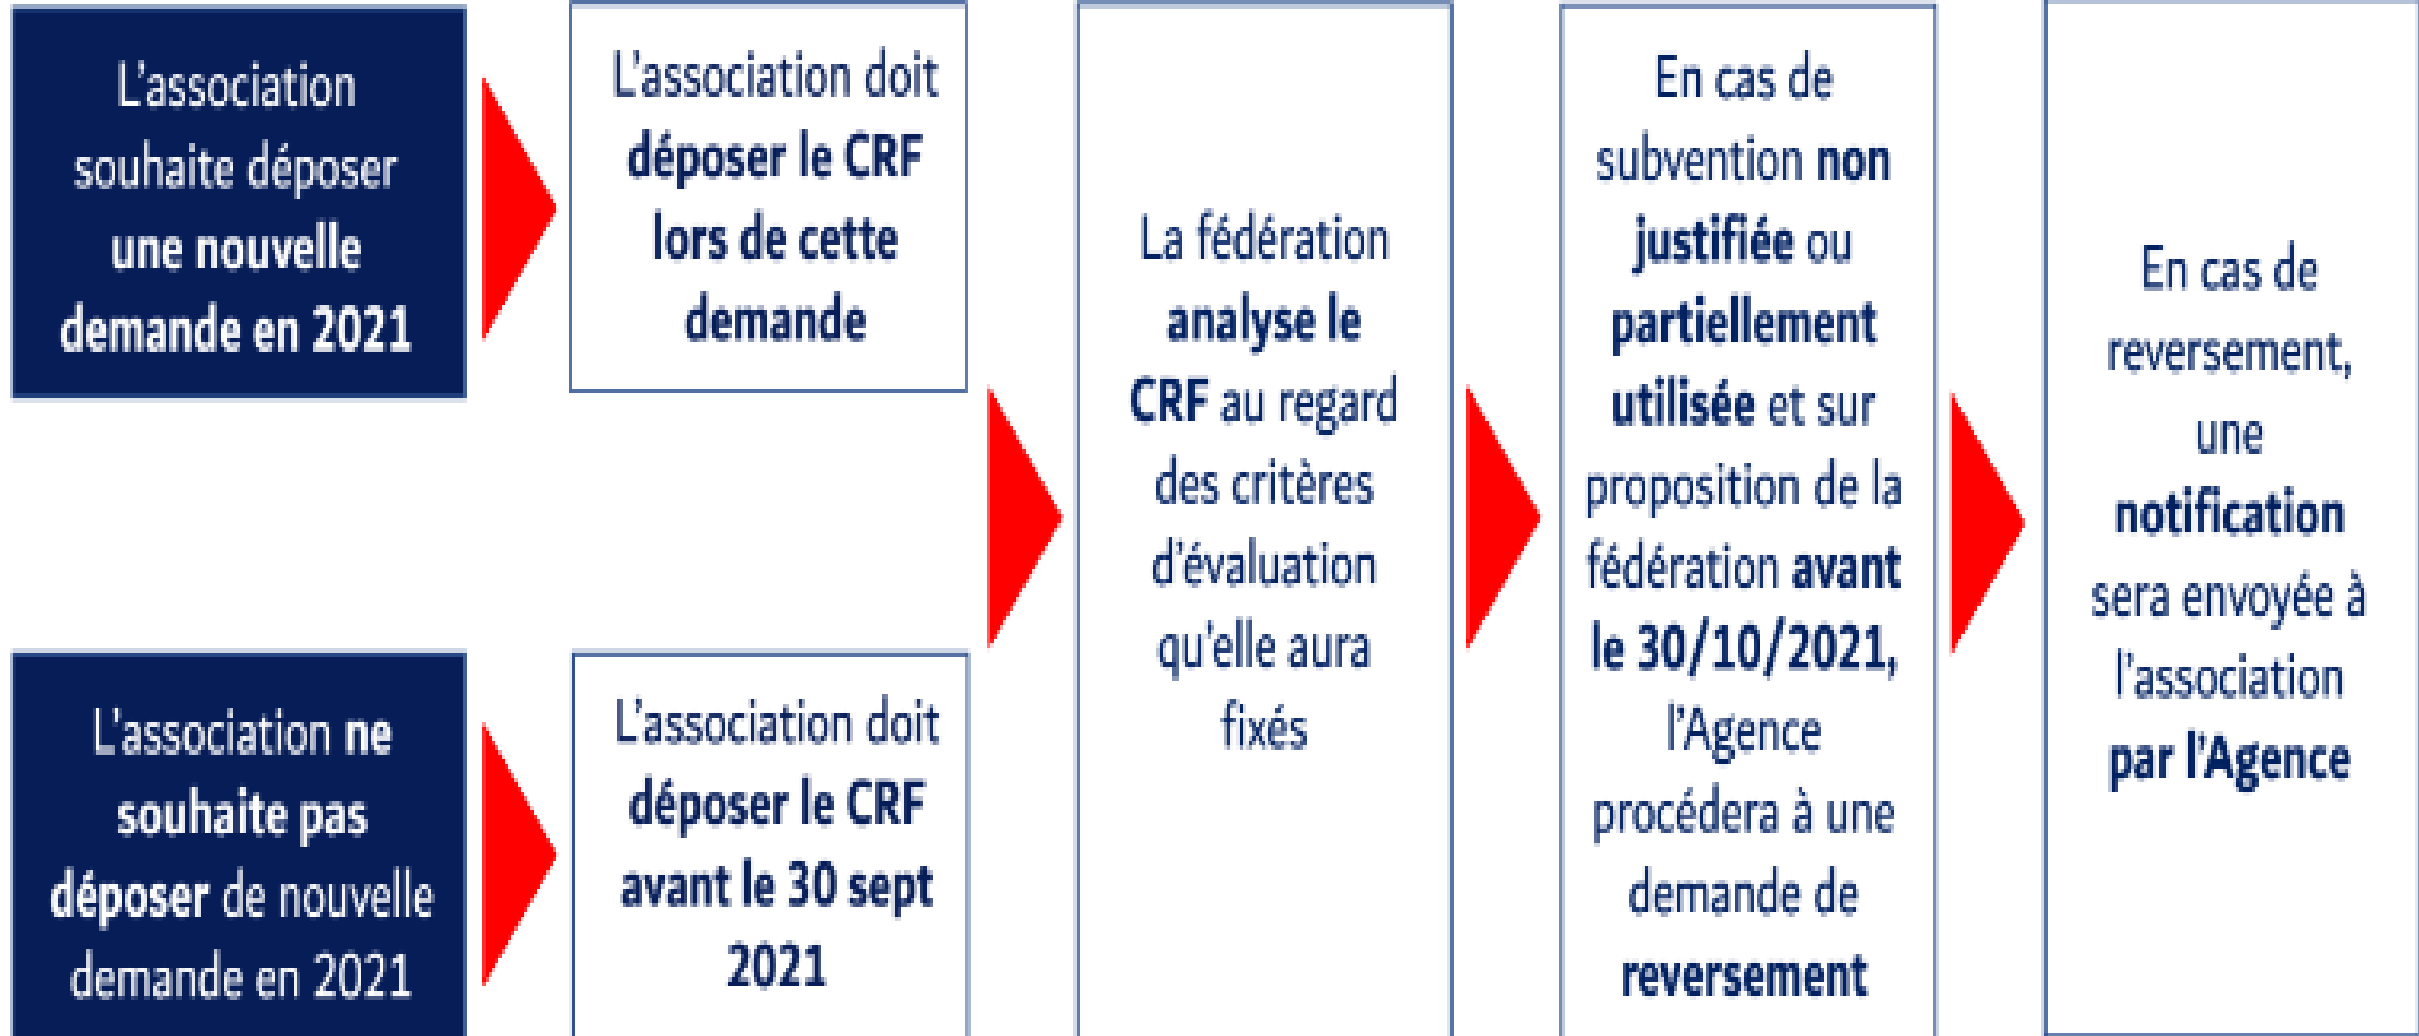 L'association
souhaite déposer
une nouvelle
demande en 2021
L'association doit
déposer le CRF
lors de cette
demande
L'association ne
souhaite pas
déposer de nouvelle
demande en 2021
L'association doit
déposer le CRF
avant le 30 sept
2021
La fédération
analyse le
CRF au regard
des critères
d'évaluation
qu'elle aura
fixés
En cas de
subvention non
justifiée ou
partiellement
utilisée et sur
proposition de la
fédération avant
le 30/10/2021,
l'Agence
procédera à une
demande de
reversement
En cas de
reversement,
une
notification
sera envoyée à
l'association
par l'Agence